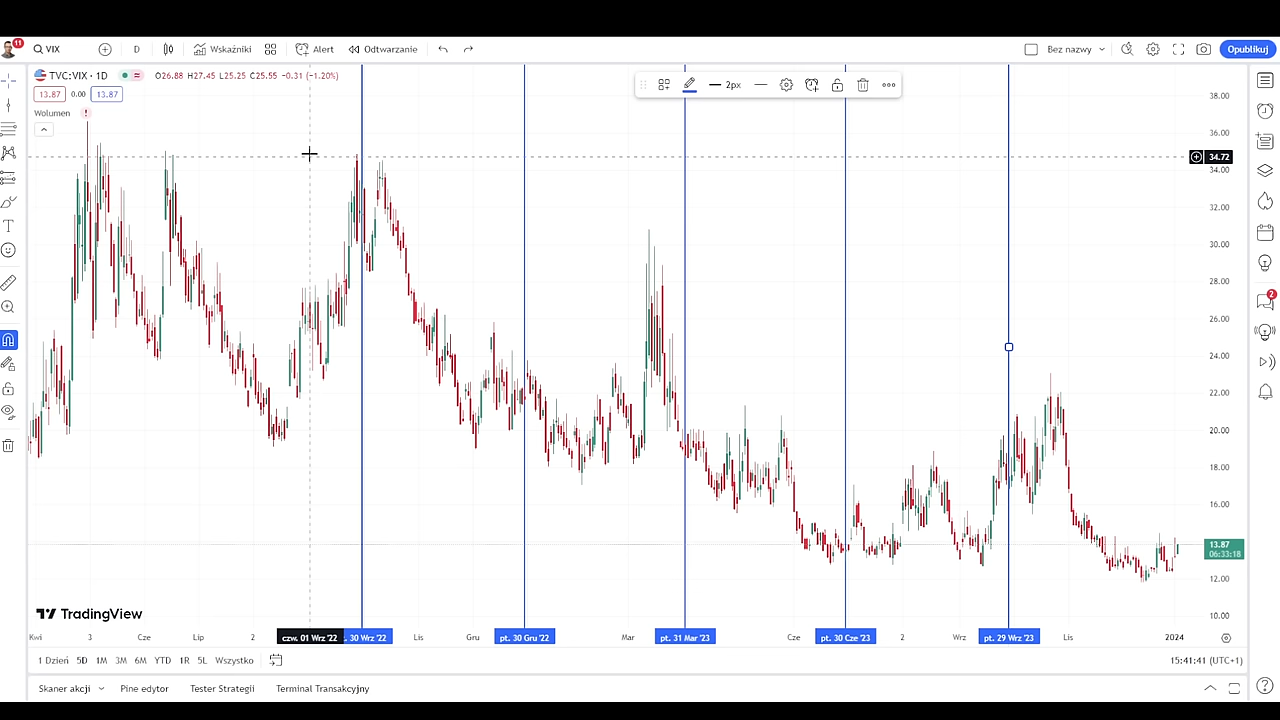 11
VIX
D
Wskaźniki
Alert
Odtwarzanie
Bez nazwy
Opublikuj
TVC:VIX · 1D
O26.88 H27.45 L25.25 C25.55 -0.31 (-1.20%)
13.87 0.00 13.87
2px
Wolumen !
38.00
36.00
34.72
34.00
32.00
30.00
28.00
26.00
24.00
22.00
20.00
18.00
16.00
13.87
06:33:18
12.00
10.00
2
TradingView
Kwi 3 Cze Lip 2 czw. 01 Wrz '22 . 30 Wrz '22 Lis Gru pt. 30 Gru '22 Mar pt. 31 Mar '23 Cze pt. 30 Cze '23 2 Wrz pt. 29 Wrz '23 Lis 2024
1 Dzień 5D 1M 3M 6M YTD 1R 5L Wszystko
15:41:41 (UTC+1)
Skaner akcji Pine edytor Tester Strategii Terminal Transakcyjny